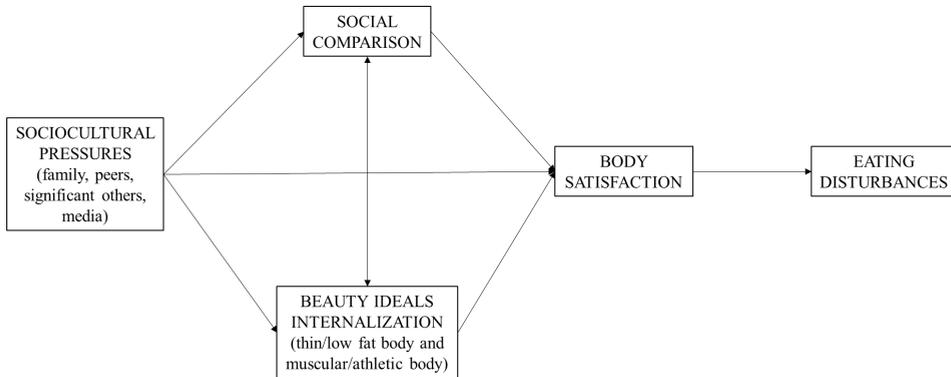 SOCIAL
COMPARISON
SOCIOCULTURAL
PRESSURES
(family, peers,
significant others,
media)
BODY
SATISFACTION
EATING
DISTURBANCES
BEAUTY IDEALS
INTERNALIZATION
(thin/low fat body and
muscular/athletic body)